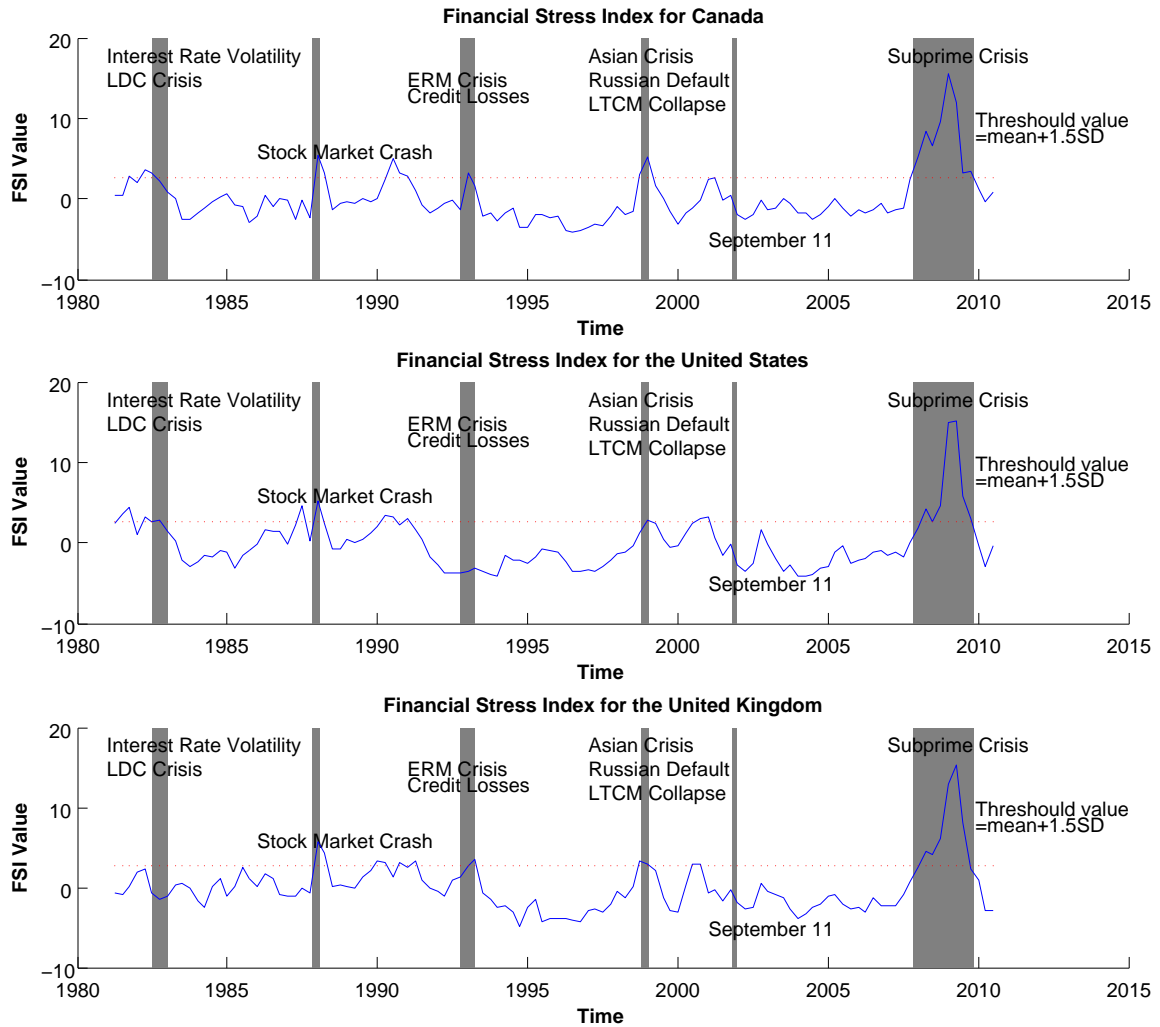 Financial Stress Index for Canada
20
10
0
−10
FSI Value
Interest Rate Volatility
LDC Crisis
Stock Market Crash
ERM Crisis
Credit Losses
Asian Crisis
Russian Default
LTCM Collapse
September 11
Subprime Crisis
Threshould value
=mean+1.5SD
1980 1985 1990 1995 2000 2005 2010 2015
Time
Financial Stress Index for the United States
20
10
0
−10
FSI Value
Interest Rate Volatility
LDC Crisis
Stock Market Crash
ERM Crisis
Credit Losses
Asian Crisis
Russian Default
LTCM Collapse
September 11
Subprime Crisis
Threshould value
=mean+1.5SD
1980 1985 1990 1995 2000 2005 2010 2015
Time
Financial Stress Index for the United Kingdom
20
10
0
−10
FSI Value
Interest Rate Volatility
LDC Crisis
Stock Market Crash
ERM Crisis
Credit Losses
Asian Crisis
Russian Default
LTCM Collapse
September 11
Subprime Crisis
Threshould value
=mean+1.5SD
1980 1985 1990 1995 2000 2005 2010 2015
Time